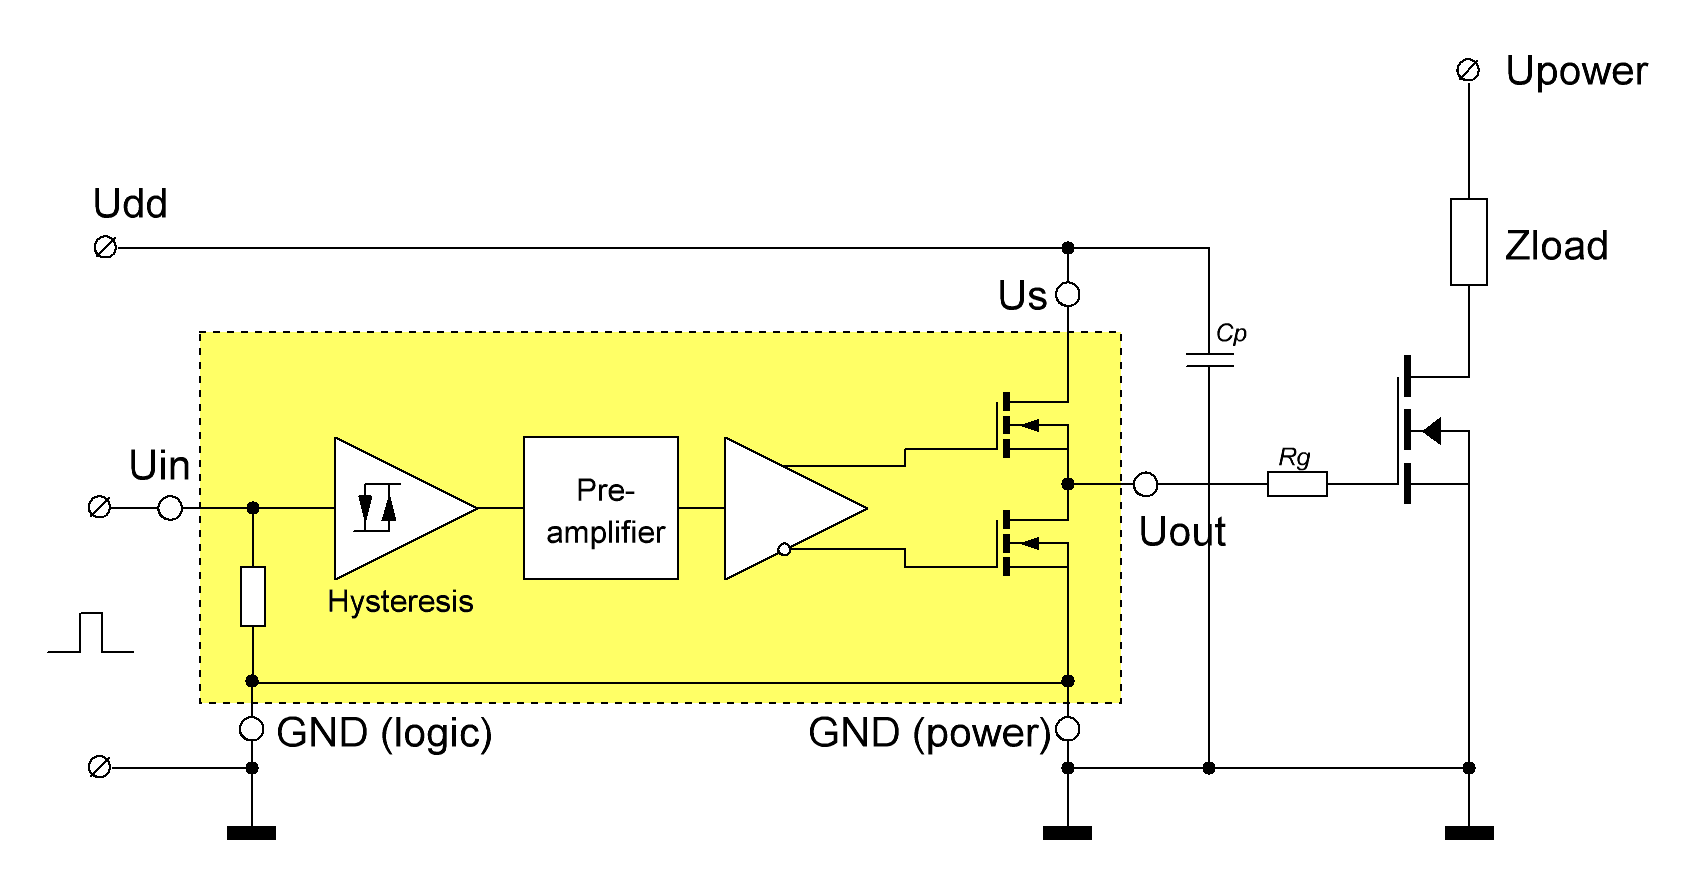 Upower
Udd
Zload
Us
Cp
Uin
Rg
Pre-
amplifier
Uout
Hysteresis
GND (logic)
GND (power)